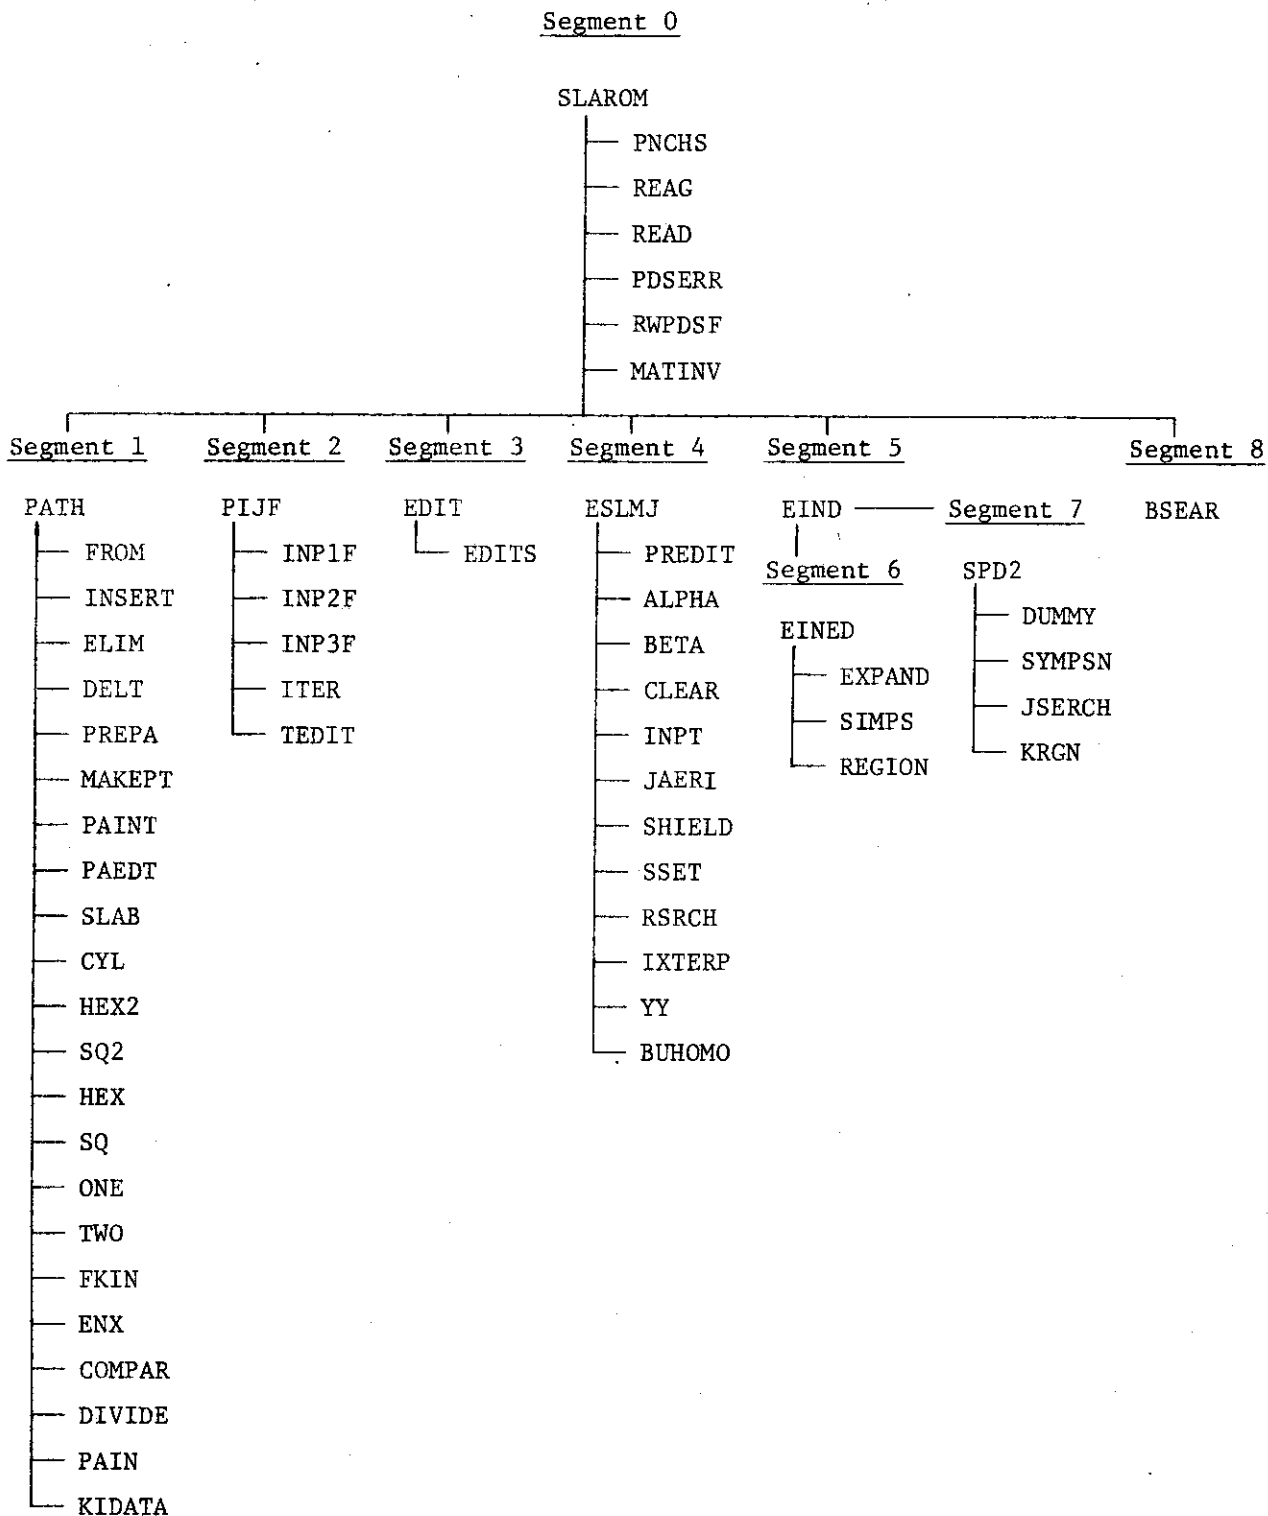 Segment 0
SLAROM
PNCHS
REAG
READ
PDSERR
RWPDSF
MATINV
Segment 1
PATH
FROM
INSERT
ELIM
DELT
PREPA
MAKEPT
PAINT
PAEDT
SLAB
CYL
HEX2
SQ2
HEX
SQ
ONE
TWO
FKIN
ENX
COMPAR
DIVIDE
PAIN
KIDATA
Segment 2
PIJF
INP1F
INP2F
INP3F
ITER
TEDIT
Segment 3
EDIT
EDITS
Segment 4
ESLMJ
PREDIT
ALPHA
BETA
CLEAR
INPT
JAERI
SHIELD
SSET
RSRCH
IXTERP
YY
BUHOMO
Segment 5
EIND
Segment 6
EINED
EXPAND
SIMPS
REGION
Segment 7
SPD2
DUMMY
SYMPSN
JSERCH
KRGN
Segment 8
BSEAR